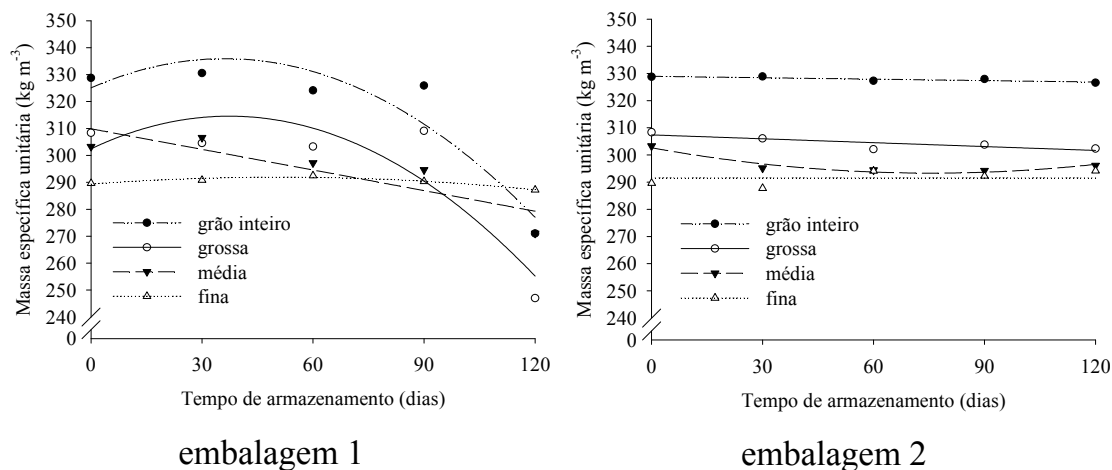 Massa específica unitária (kg m-3)
350
340
330
320
310
300
290
280
270
260
250
240
0
grão inteiro
grossa
média
fina
0 30 60 90 120
Tempo de armazenamento (dias)
embalagem 1
Massa específica unitária (kg m-3)
350
340
330
320
310
300
290
280
270
260
250
240
0
grão inteiro
grossa
média
fina
0 30 60 90 120
Tempo de armazenamento (dias)
embalagem 2